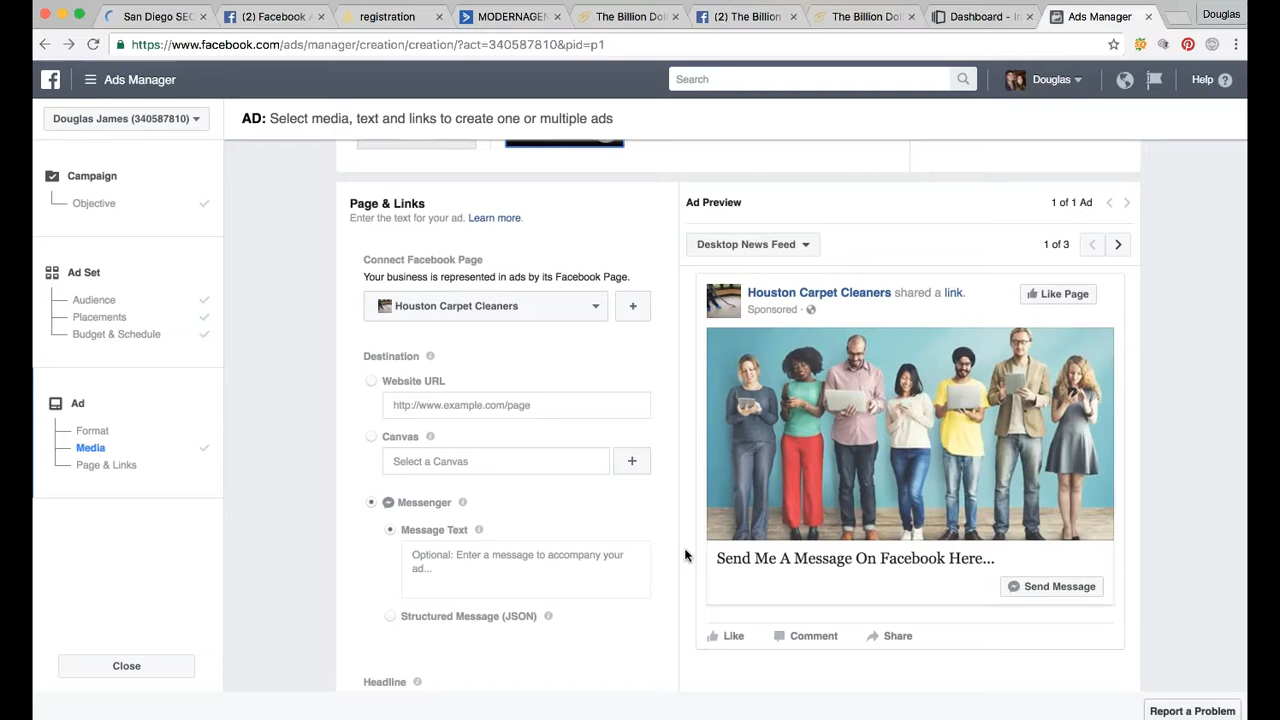 San Diego SEC
(2) Facebook A
registration
MODERNAGEN
The Billion Doll
(2) The Billion
The Billion Do
Dashboard - In
Ads Manager
Douglas
https://www.facebook.com/ads/manager/creation/creation/?act=340587810&pid=p1
Ads Manager
Search
Douglas
Help
Douglas James (340587810)
AD: Select media, text and links to create one or multiple ads
Campaign
Objective
Ad Set
Audience
Placements
Budget & Schedule
Ad
Format
Media
Page & Links
Close
Page & Links
Enter the text for your ad. Learn more.
Connect Facebook Page
Your business is represented in ads by its Facebook Page.
Houston Carpet Cleaners
+
Destination
Website URL
http://www.example.com/page
Canvas
Select a Canvas
+
Messenger
Message Text
Optional: Enter a message to accompany your
ad...
Structured Message (JSON)
Headline
Ad Preview
1 of 1 Ad
Desktop News Feed
1 of 3
Houston Carpet Cleaners shared a link.
Sponsored ·
Like Page
Send Me A Message On Facebook Here...
Send Message
Like
Comment
Share
Report a Problem